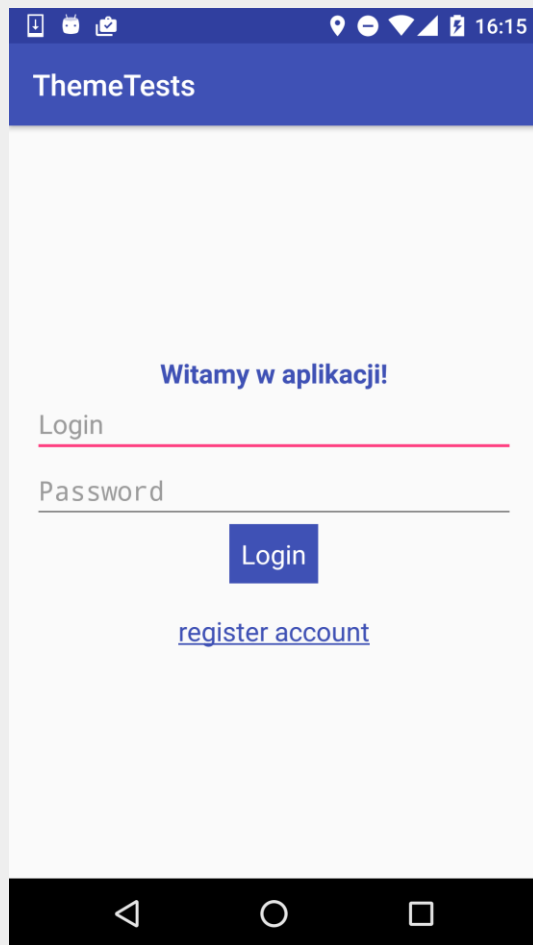 16:15
ThemeTests
Witamy w aplikacji!
Login
Password
Login
register account